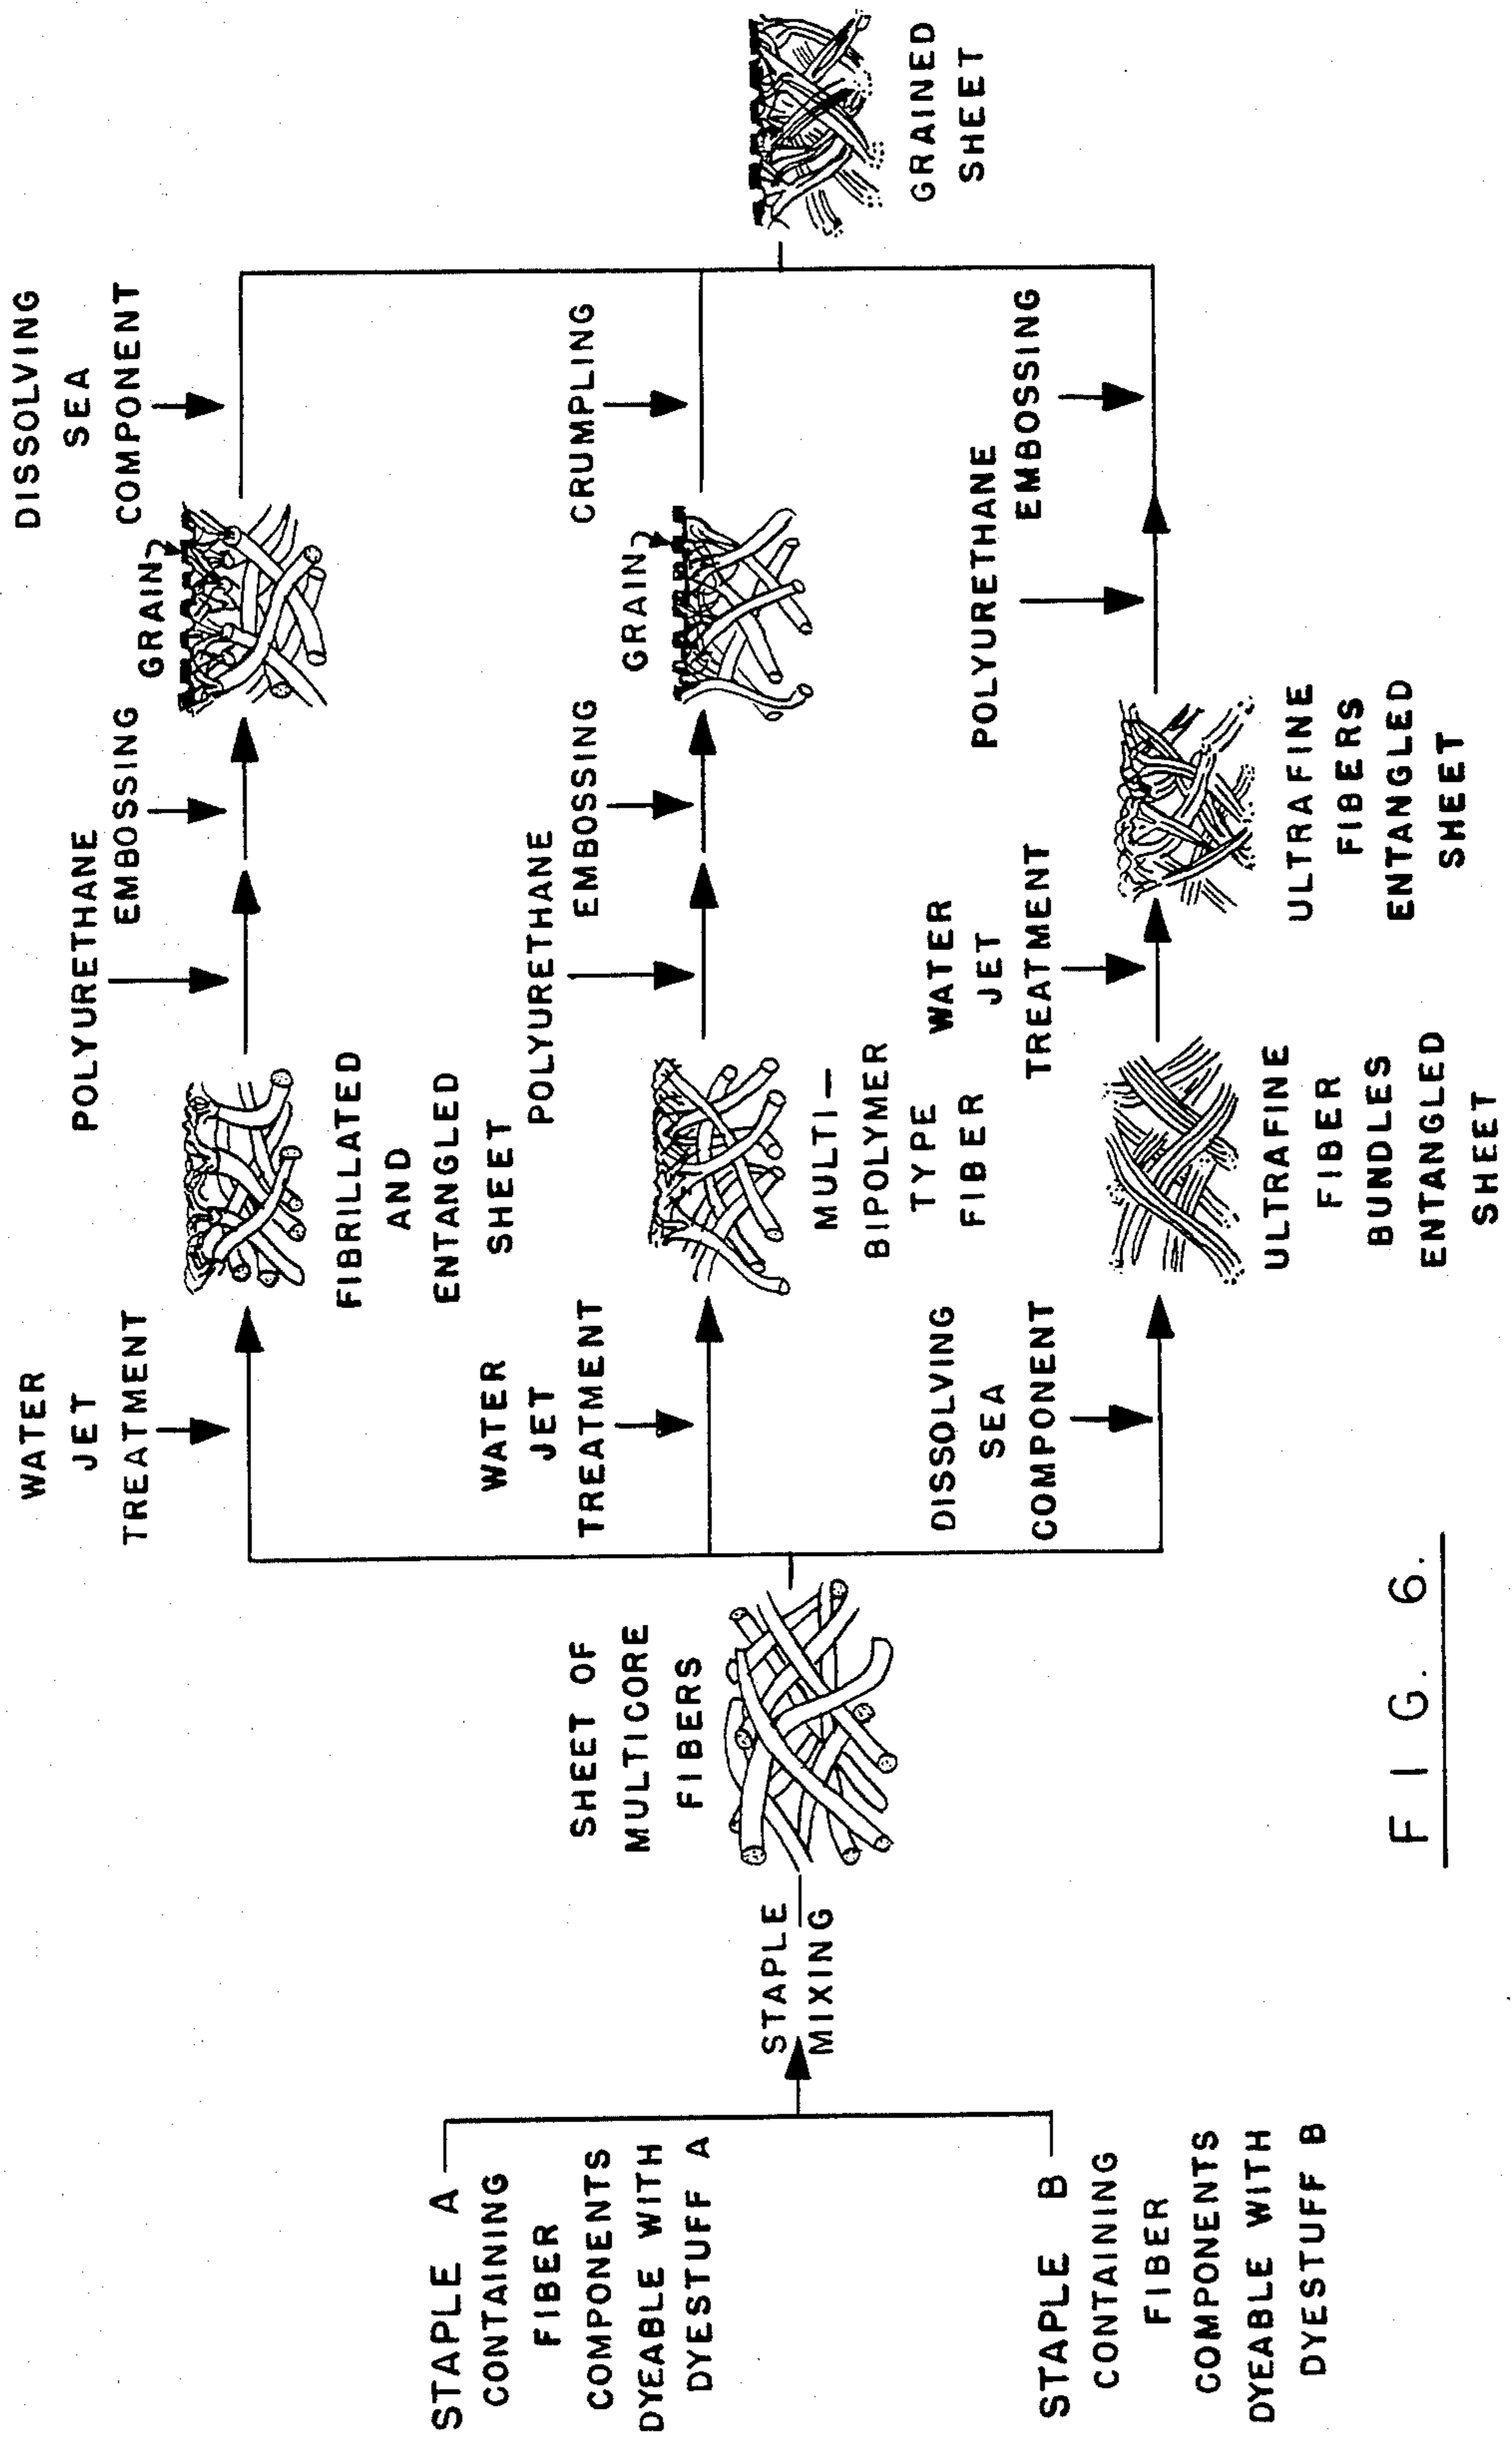 STAPLE A
CONTAINING
FIBER
COMPONENTS
DYEABLE WITH
DYESTUFF A
STAPLE B
CONTAINING
FIBER
COMPONENTS
DYEABLE WITH
DYESTUFF B
STAPLE
MIXING
SHEET OF
MULTICORE
FIBERS
WATER
JET
TREATMENT
FIBRILLATED
AND
ENTANGLED
SHEET
POLYURETHANE
EMBOSSING
GRAIN
DISSOLVING
SEA
COMPONENT
WATER
JET
TREATMENT
MULTI-
BIPOLYMER
TYPE
FIBER
POLYURETHANE
EMBOSSING
GRAIN
CRUMPLING
DISSOLVING
SEA
COMPONENT
ULTRAFINE
FIBER
BUNDLES
ENTANGLED
SHEET
WATER
JET
TREATMENT
ULTRAFINE
FIBERS
ENTANGLED
SHEET
POLYURETHANE
EMBOSSING
GRAINED
SHEET
FIG. 6.